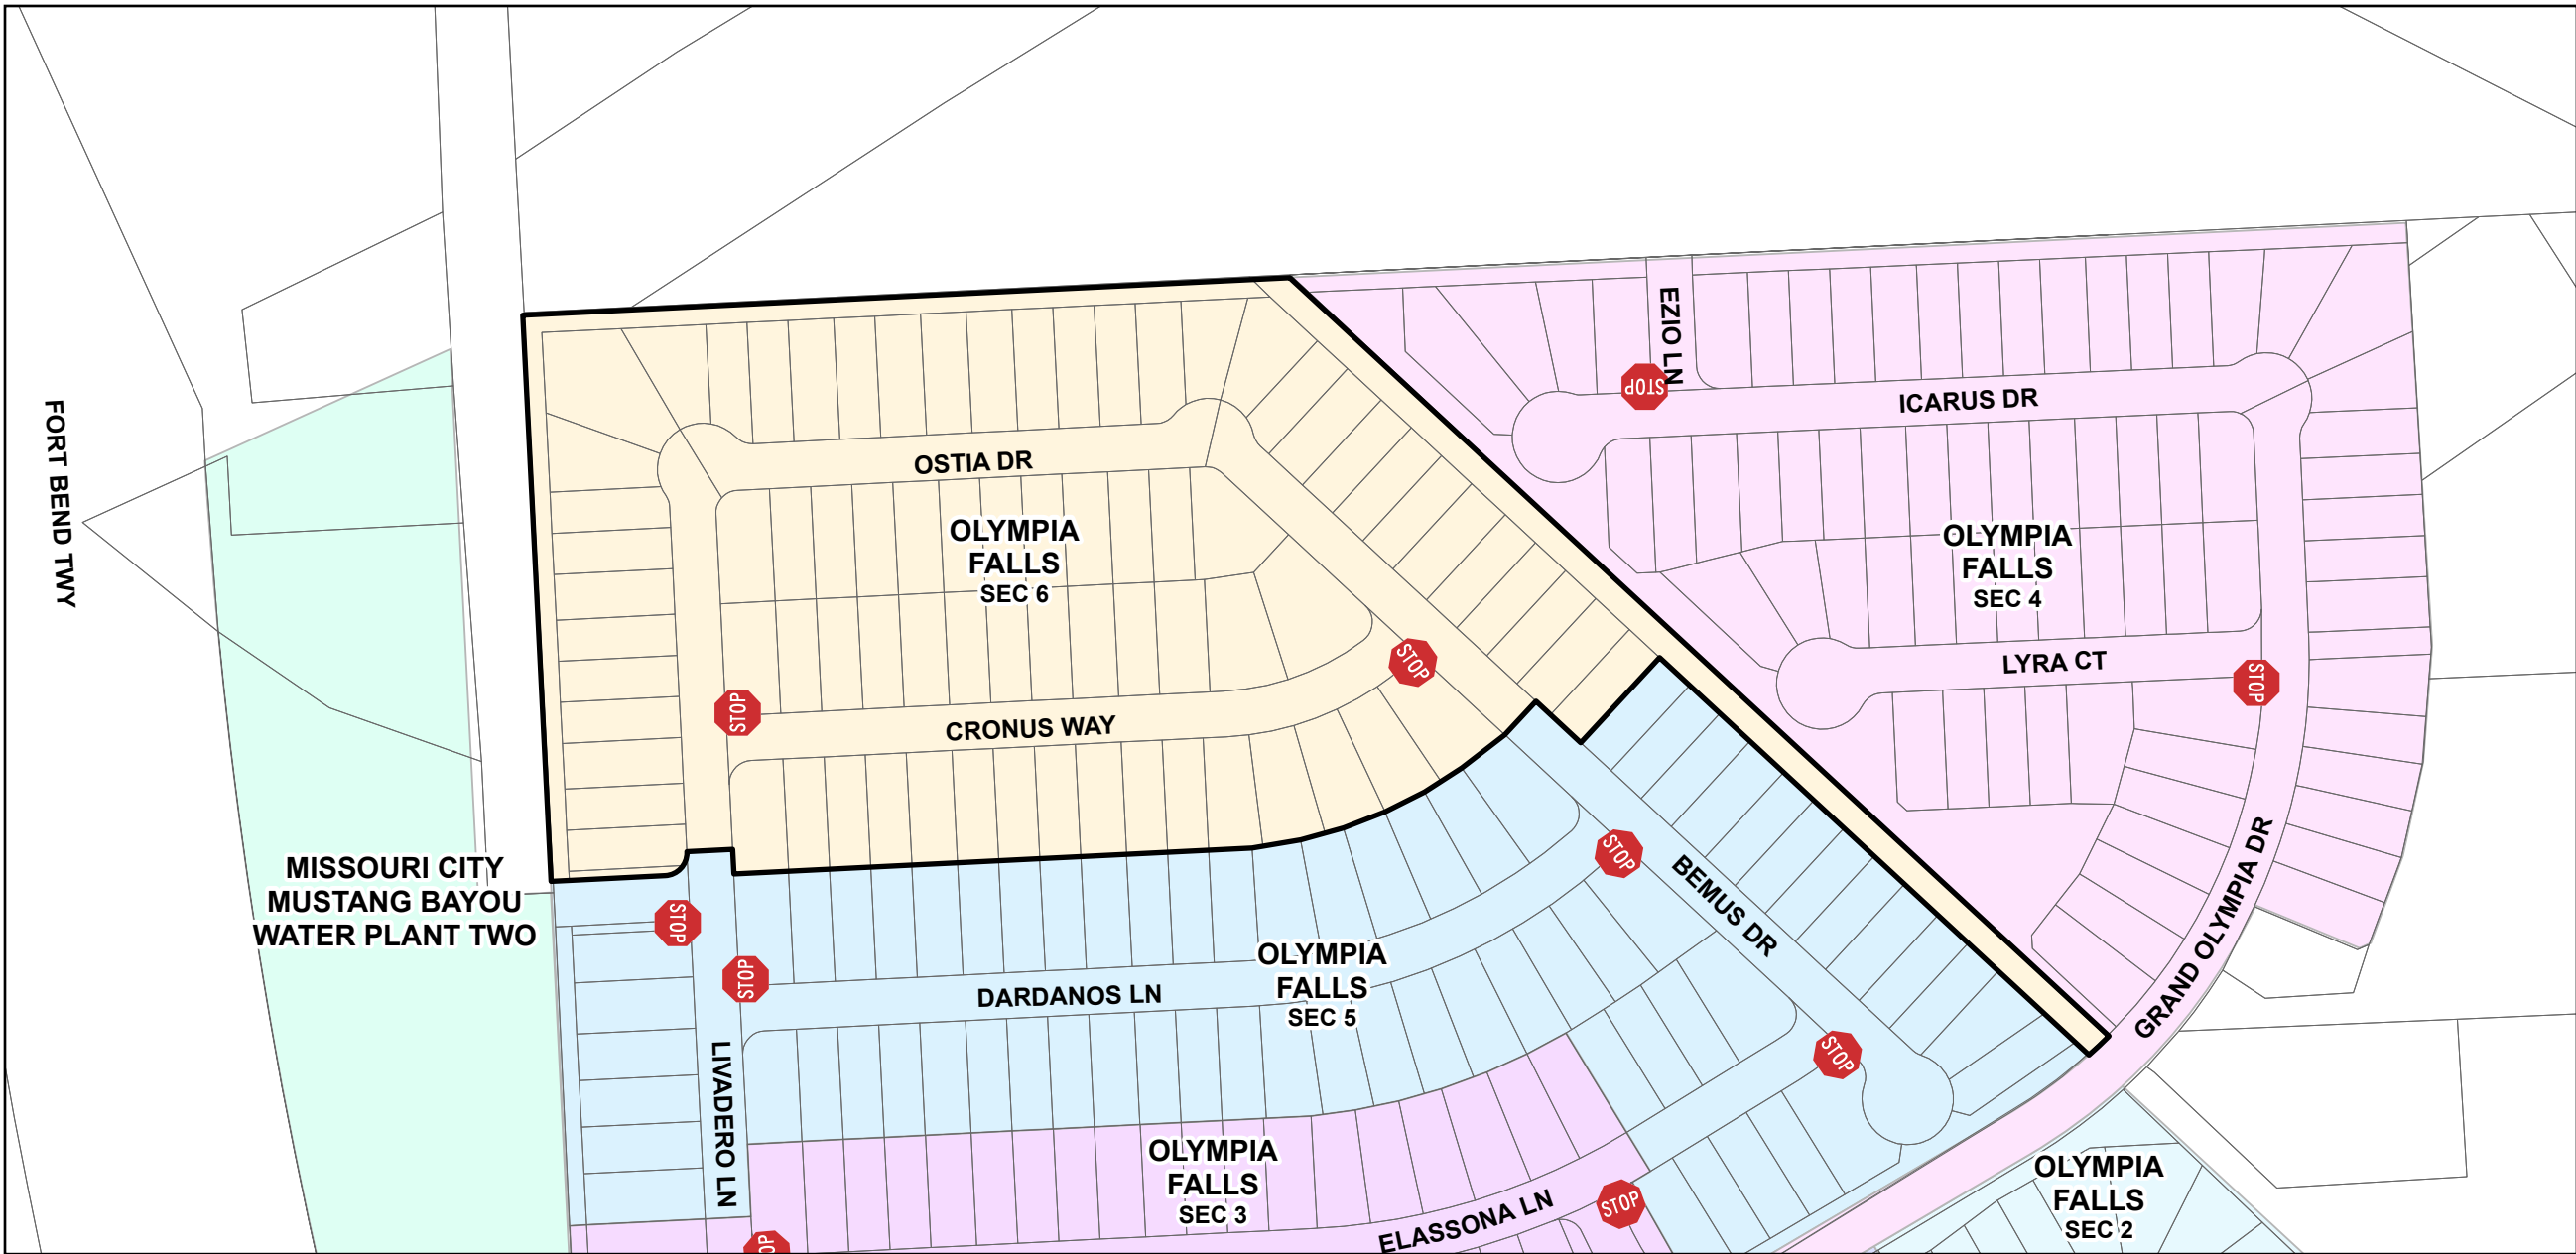 EZIO LN
STOP
ICARUS DR
FORT BEND TWY
OSTIA DR
OLYMPIA
FALLS
SEC 6
OLYMPIA
FALLS
SEC 4
STOP
LYRA CT
STOP
STOP
CRONUS WAY
MISSOURI CITY
MUSTANG BAYOU
WATER PLANT TWO
STOP
STOP
STOP
BEMUS DR
GRAND OLYMPIA DR
DARDANOS LN
OLYMPIA
FALLS
SEC 5
LIVADERO LN
STOP
OLYMPIA
FALLS
SEC 3
ELASSONA LN
STOP
OLYMPIA
FALLS
SEC 2